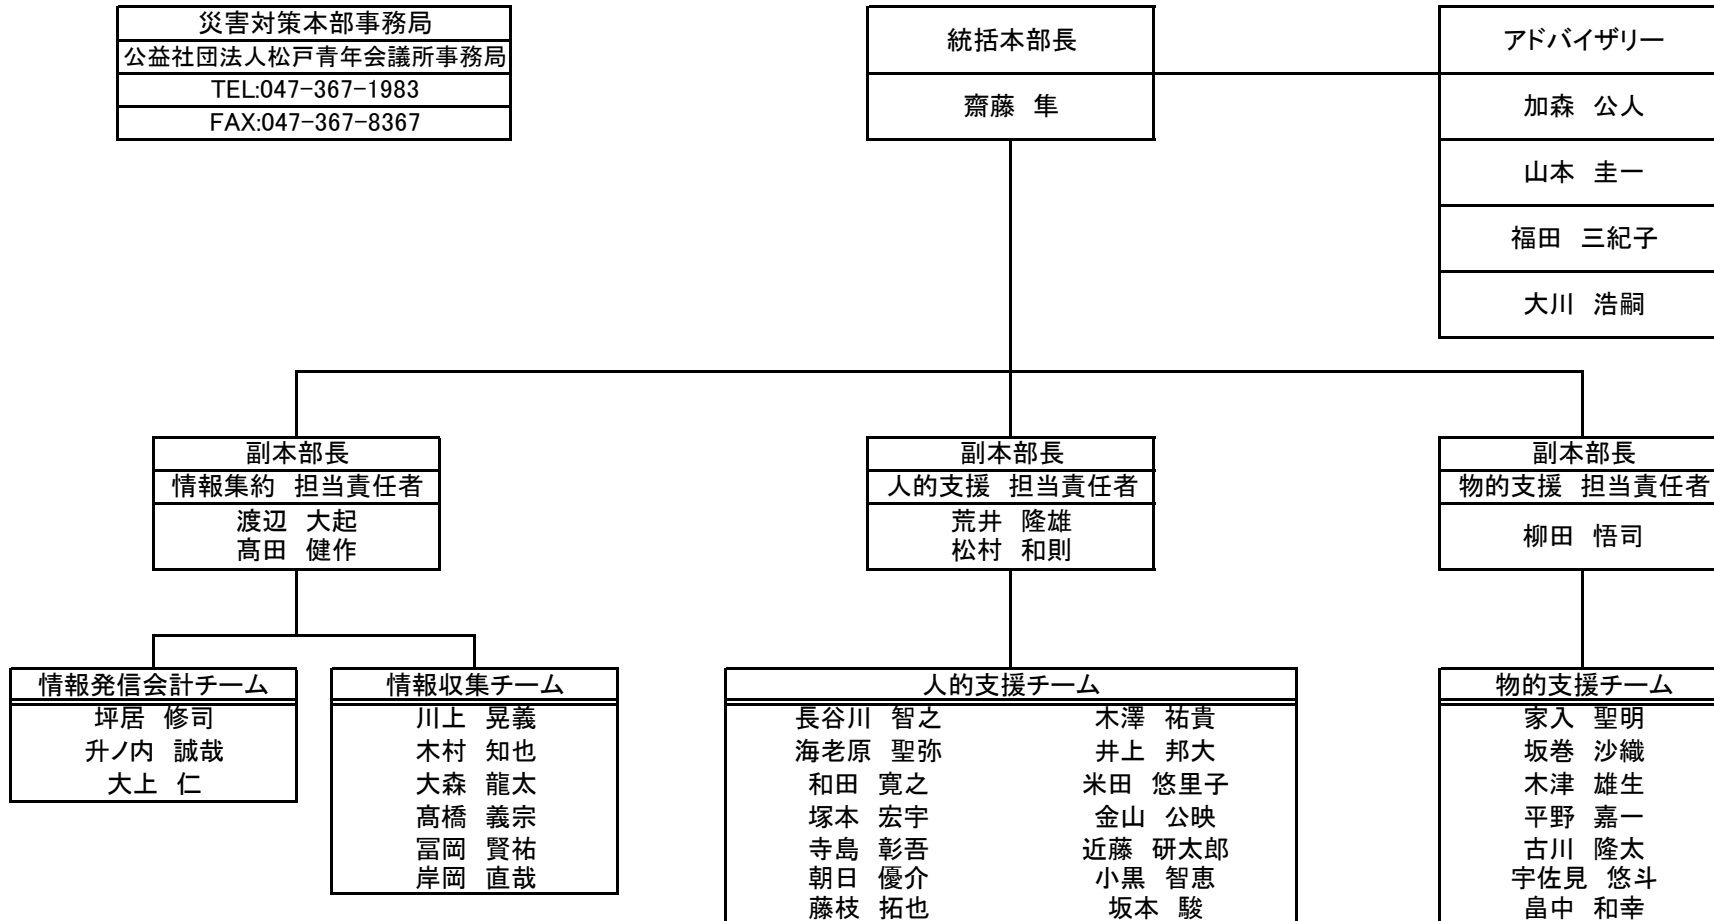 災害対策本部事務局
公益社団法人松戸青年会議所事務局
TEL:047-367-1983
FAX:047-367-8367
統括本部長
齋藤 隼
アドバイザリー
加森 公人
山本 圭一
福田 三紀子
大川 浩嗣
副本部長
情報集約 担当責任者
渡辺 大起
髙田 健作
副本部長
人的支援 担当責任者
荒井 隆雄
松村 和則
副本部長
物的支援 担当責任者
柳田 悟司
情報発信会計チーム
坪居 修司
升ノ内 誠哉
大上 仁
情報収集チーム
川上 晃義
木村 知也
大森 龍太
髙橋 義宗
冨岡 賢祐
岸岡 直哉
人的支援チーム
長谷川 智之 木澤 祐貴
海老原 聖弥 井上 邦大
和田 寛之 米田 悠里子
塚本 宏宇 金山 公映
寺島 彰吾 近藤 研太郎
朝日 優介 小黒 智恵
藤枝 拓也 坂本 駿
物的支援チーム
家入 聖明
坂巻 沙織
木津 雄生
平野 嘉一
古川 隆太
宇佐見 悠斗
畠中 和幸